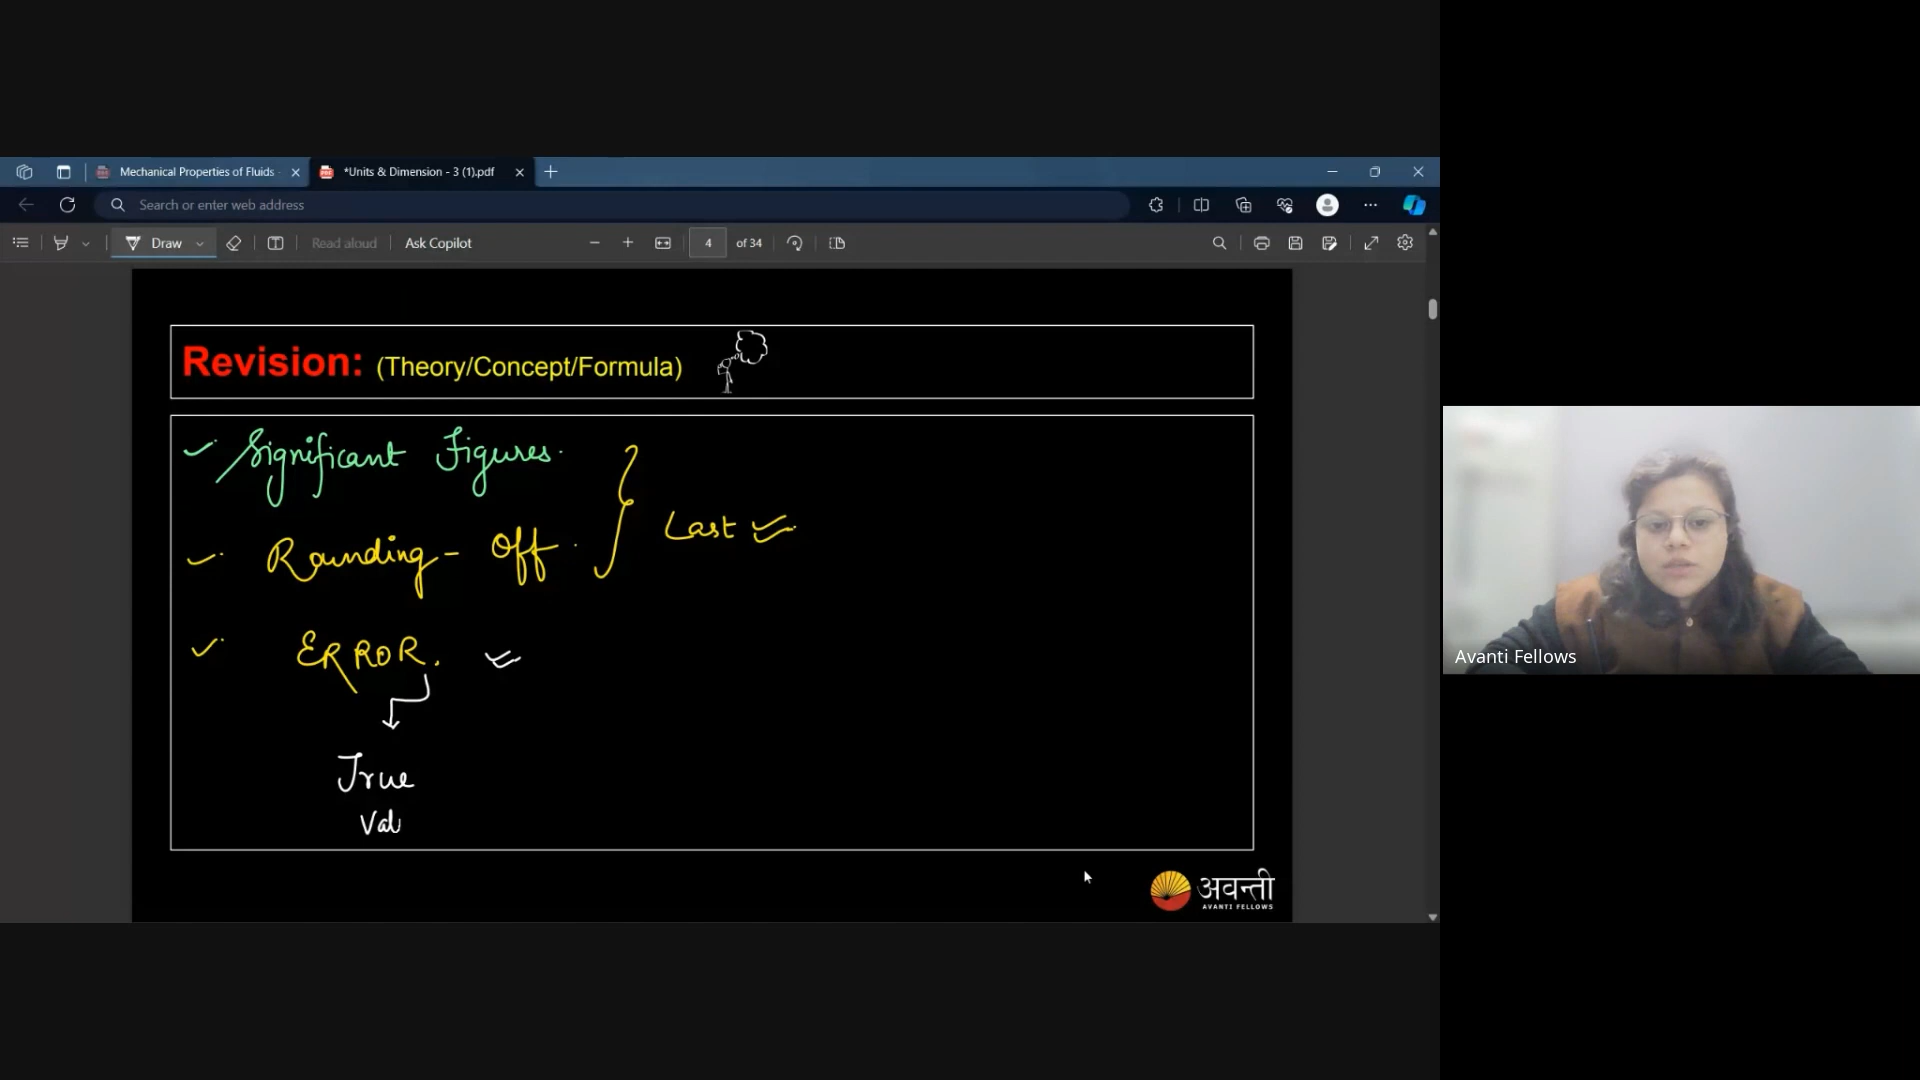 Mechanical Properties of Fluids
*Units & Dimension - 3 (1).pdf
Search or enter web address
Draw
Read aloud
Ask Copilot
4
of 34
Revision: (Theory/Concept/Formula)
Significant Figures.
Rounding - Off.
Last
ERROR.
True
Val
अवन्ती
AVANTI FELLOWS
Avanti Fellows